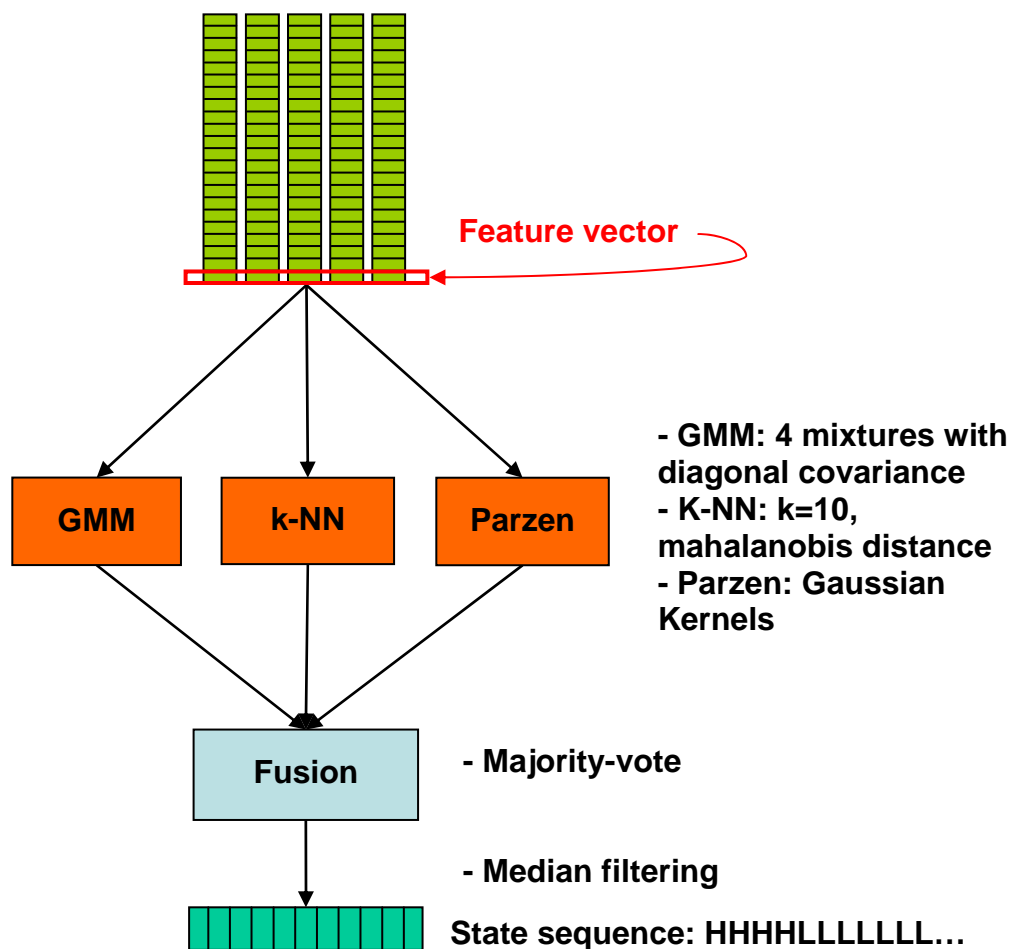 Feature vector
- GMM: 4 mixtures with
diagonal covariance
- K-NN: k=10,
mahalanobis distance
- Parzen: Gaussian
Kernels
GMM
k-NN
Parzen
Fusion
- Majority-vote
- Median filtering
State sequence: HHHHLLLLLLL…